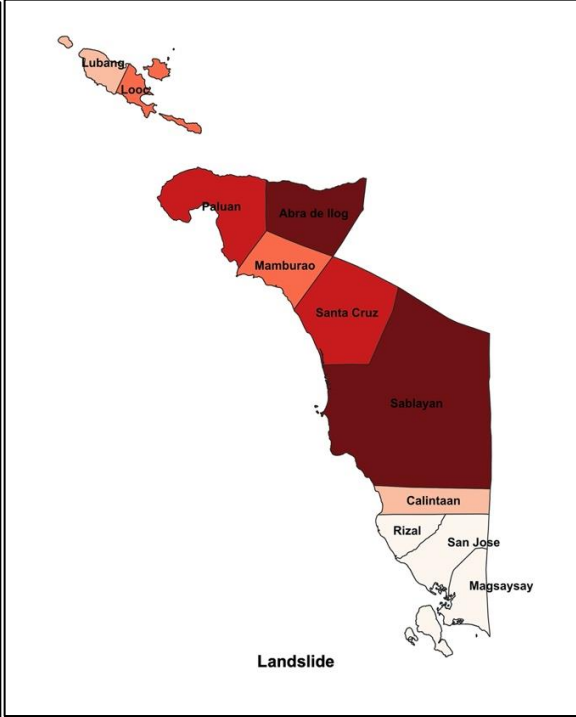 Lubang
Looc
Paluan
Abra de Ilog
Mamburao
Santa Cruz
Sablayan
Calintaan
Rizal
San Jose
Magsaysay
Landslide